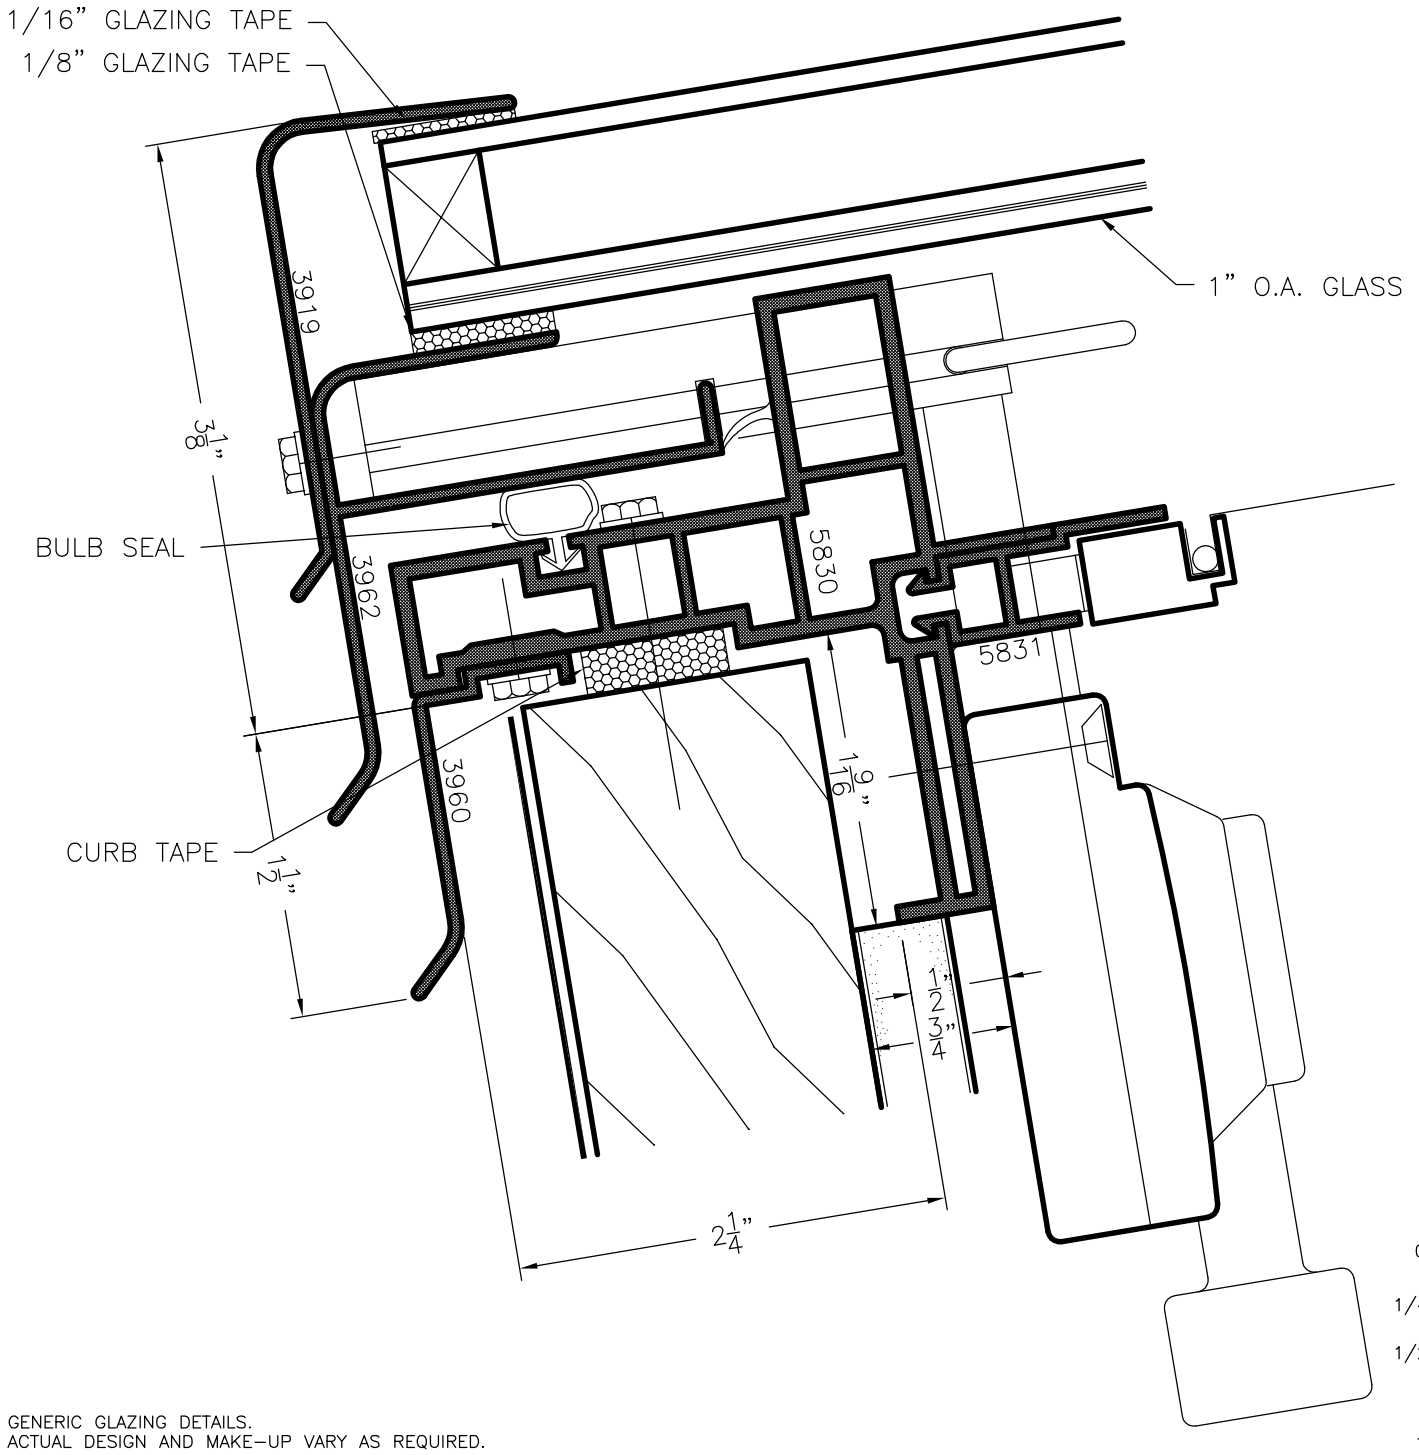 1/16” GLAZING TAPE
1/8” GLAZING TAPE
3919
1” O.A. GLASS
3 1/8”
BULB SEAL
3962
5830
5831
1 9/16”
3960
CURB TAPE
1 1/2”
1/2”
3/4”
2 1/4”
GENERIC GLAZING DETAILS.
ACTUAL DESIGN AND MAKE-UP VARY AS REQUIRED.